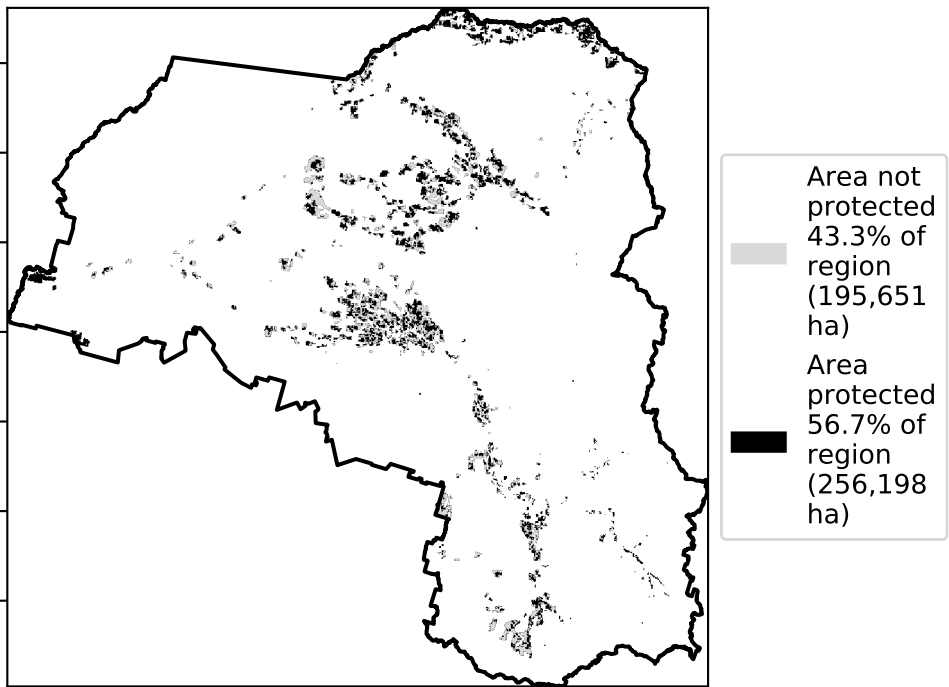 Area not
protected
43.3% of
region
(195,651
ha)
Area
protected
56.7% of
region
(256,198
ha)